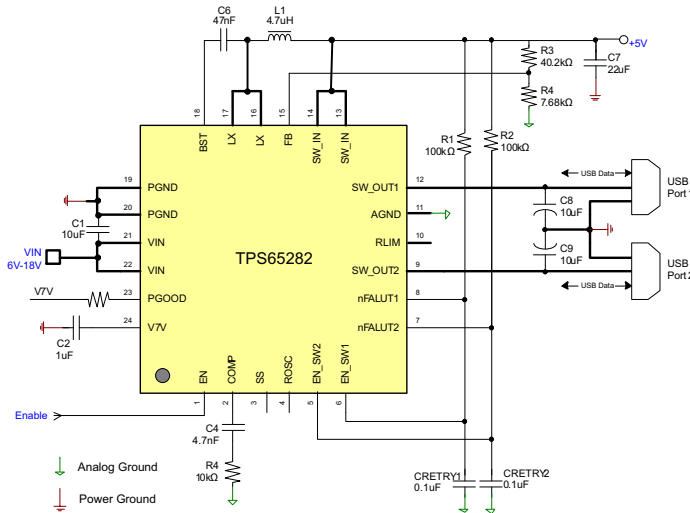 C6
47nF
L1
4.7uH
+5V
R3
40.2kΩ
C7
22uF
R4
7.68kΩ
18
17
16
15
14
13
BST
LX
LX
FB
SW_IN
SW_IN
R1
100kΩ
R2
100kΩ
19
PGND
20
PGND
C1
10uF
21
VIN
VIN
6V-18V
22
VIN
V7V
23
PGOOD
24
V7V
C2
1uF
TPS65282
SW_OUT1
12
AGND
11
RLIM
10
SW_OUT2
9
nFALUT1
8
nFALUT2
7
USB Data
USB
Port 1
C8
10uF
C9
10uF
USB
Port 2
USB Data
EN
COMP
SS
ROSC
EN_SW2
EN_SW1
1
2
3
4
5
6
Enable
C4
4.7nF
R4
10kΩ
CRETRY1
0.1uF
CRETRY2
0.1uF
Analog Ground
Power Ground